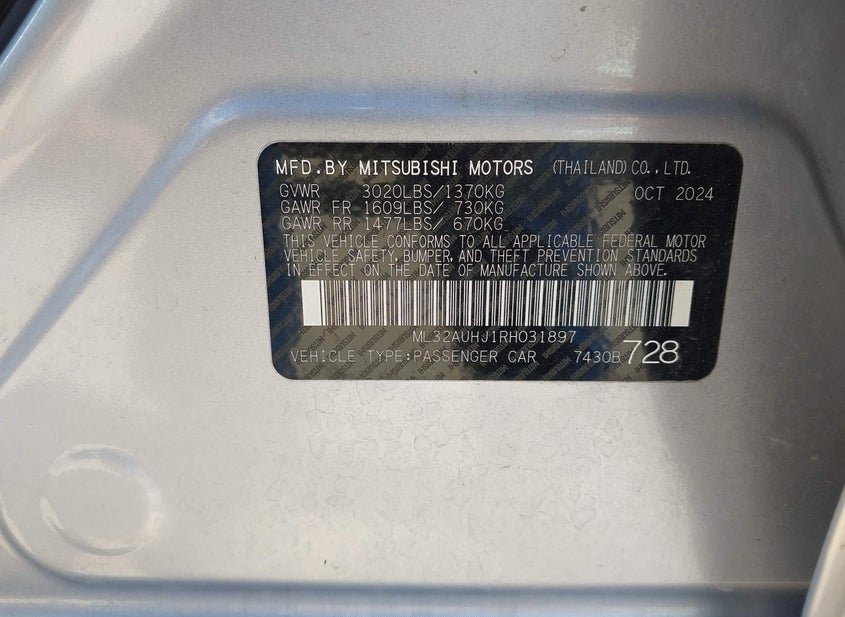 MFD.BY MITSUBISHI MOTORS (THAILAND)CO.,LTD.
GVWR 3020LBS/1370KG OCT 2024
GAWR FR 1609LBS/ 730KG
GAWR RR 1477LBS/ 670KG
THIS VEHICLE CONFORMS TO ALL APPLICABLE FEDERAL MOTOR
VEHICLE SAFETY, BUMPER, AND THEFT PREVENTION STANDARDS
IN EFFECT ON THE DATE OF MANUFACTURE SHOWN ABOVE.
ML32AUHJ1RH031897
VEHICLE TYPE:PASSENGER CAR 7430B 728